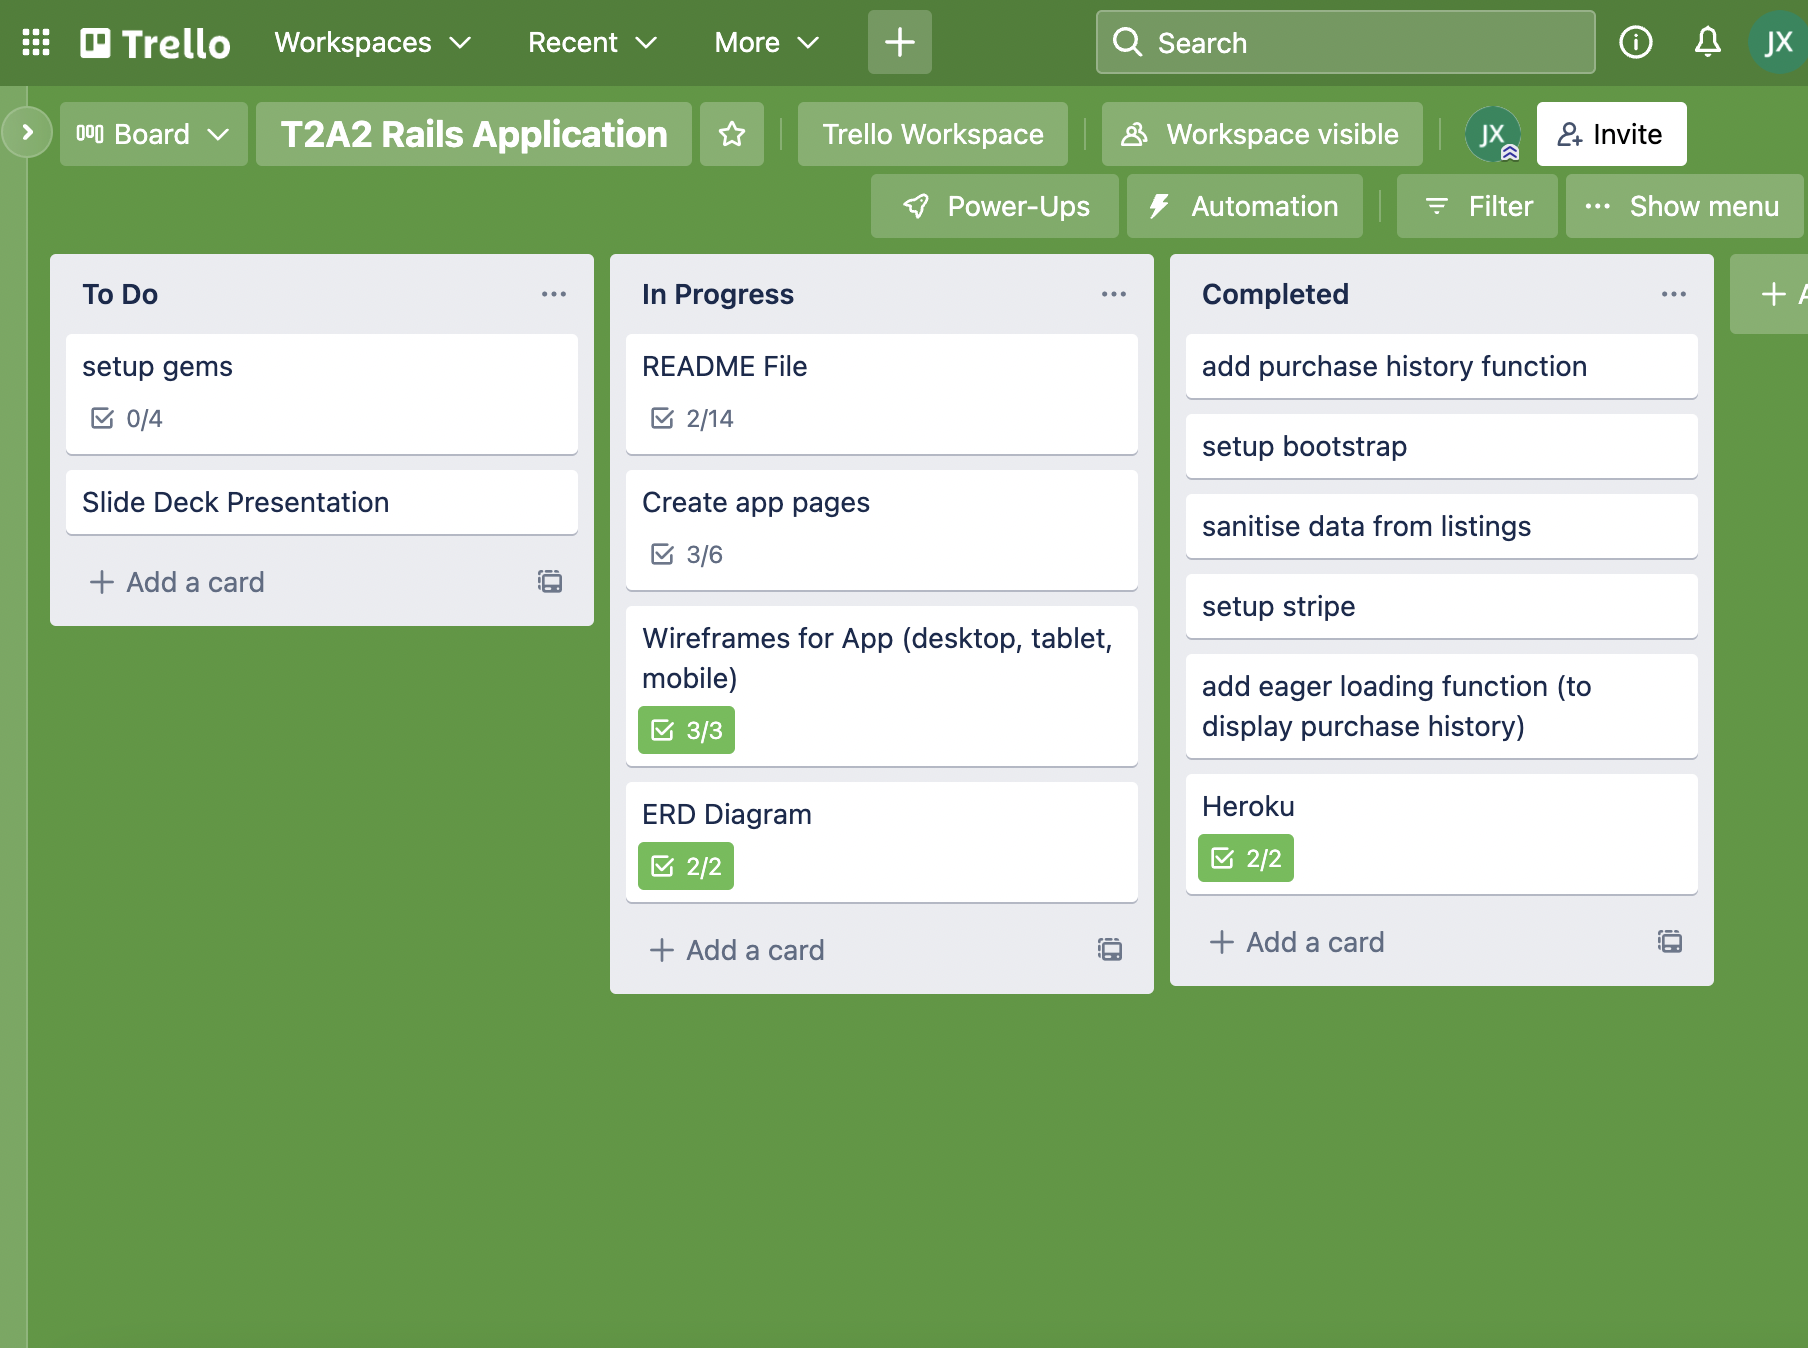 Trello Workspaces Recent More Search JX
Board T2A2 Rails Application Trello Workspace Workspace visible JX Invite
Power-Ups Automation Filter ··· Show menu
To Do
setup gems
0/4
Slide Deck Presentation
+ Add a card
In Progress
README File
2/14
Create app pages
3/6
Wireframes for App (desktop, tablet,
mobile)
3/3
ERD Diagram
2/2
+ Add a card
Completed
add purchase history function
setup bootstrap
sanitise data from listings
setup stripe
add eager loading function (to
display purchase history)
Heroku
2/2
+ Add a card